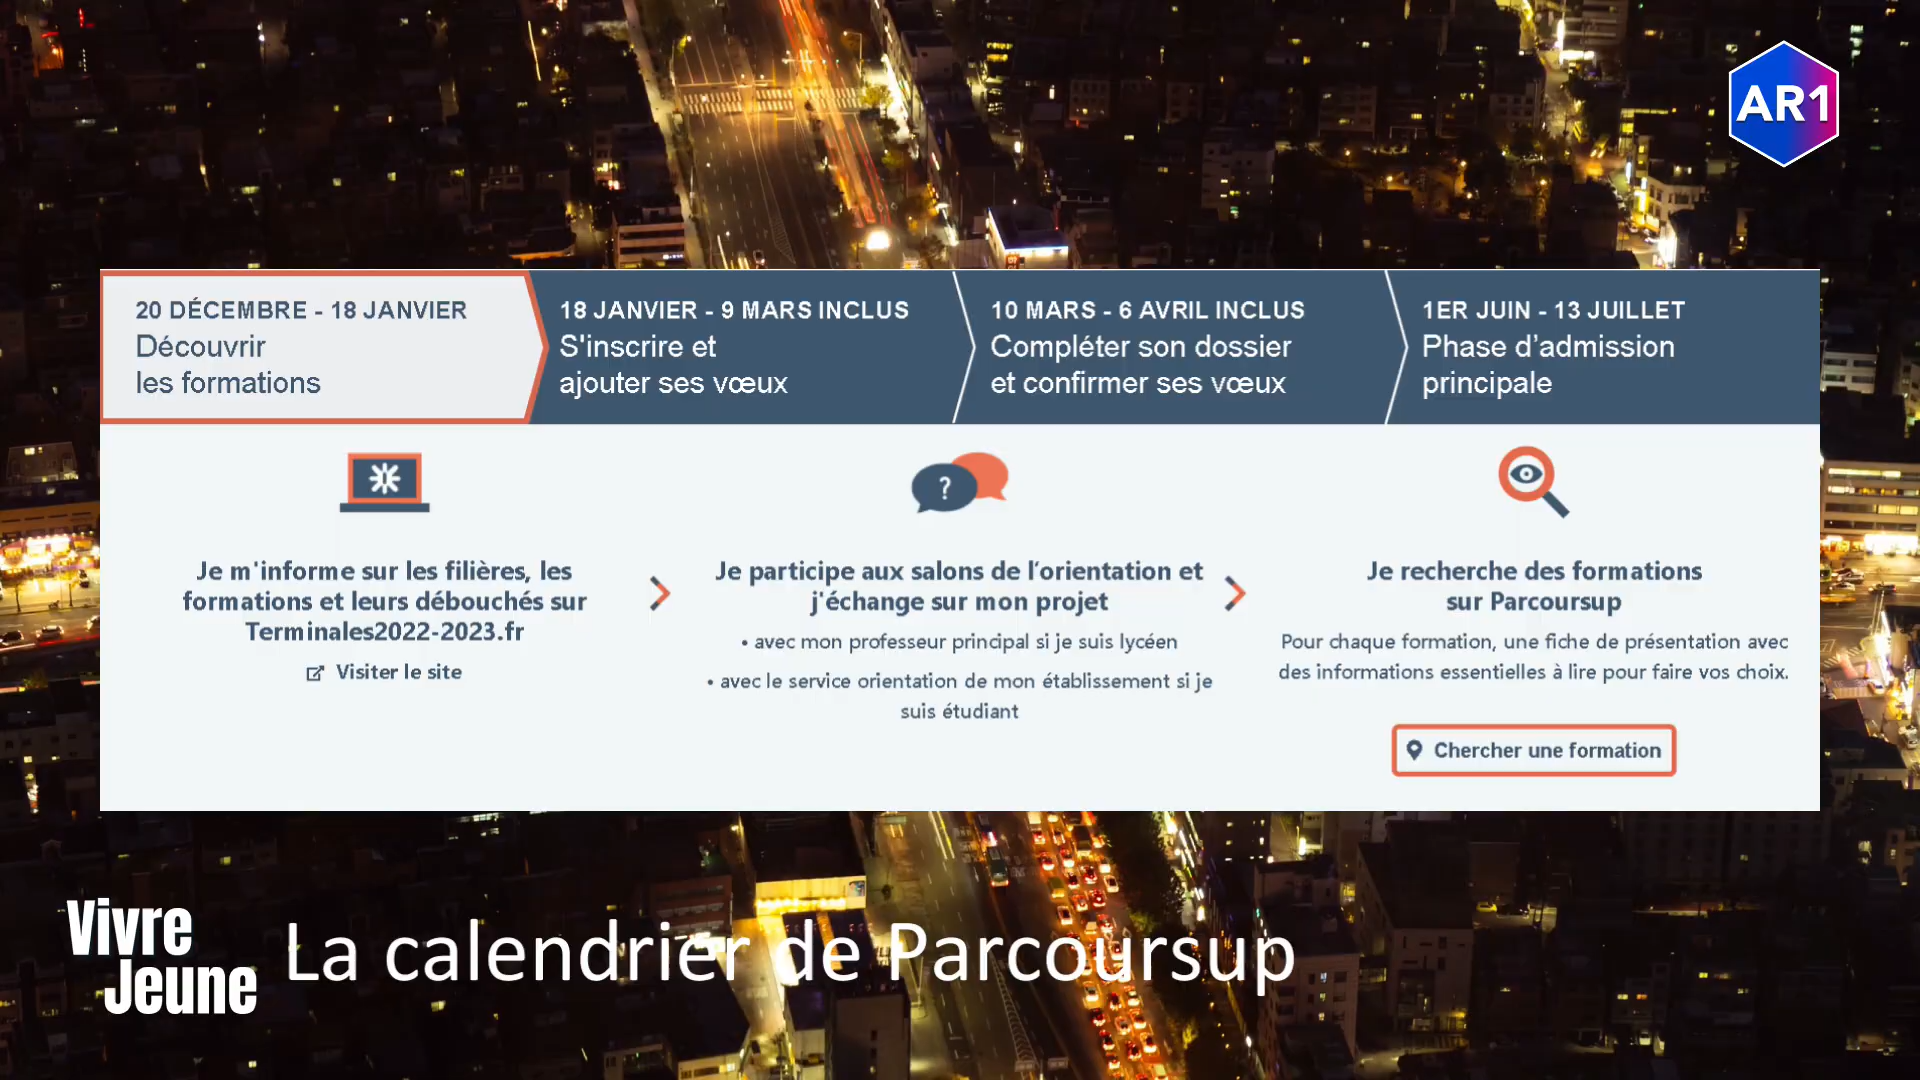 AR1
20 DÉCEMBRE - 18 JANVIER
Découvrir
les formations
18 JANVIER - 9 MARS INCLUS
S'inscrire et
ajouter ses vœux
10 MARS - 6 AVRIL INCLUS
Compléter son dossier
et confirmer ses vœux
1ER JUIN - 13 JUILLET
Phase d’admission
principale
Je m'informe sur les filières, les
formations et leurs débouchés sur
Terminales2022-2023.fr
Visiter le site
?
Je participe aux salons de l’orientation et
j'échange sur mon projet
• avec mon professeur principal si je suis lycéen
• avec le service orientation de mon établissement si je
suis étudiant
Je recherche des formations
sur Parcoursup
Pour chaque formation, une fiche de présentation avec
des informations essentielles à lire pour faire vos choix.
Chercher une formation
Vivre
Jeune
La calendrier de Parcoursup